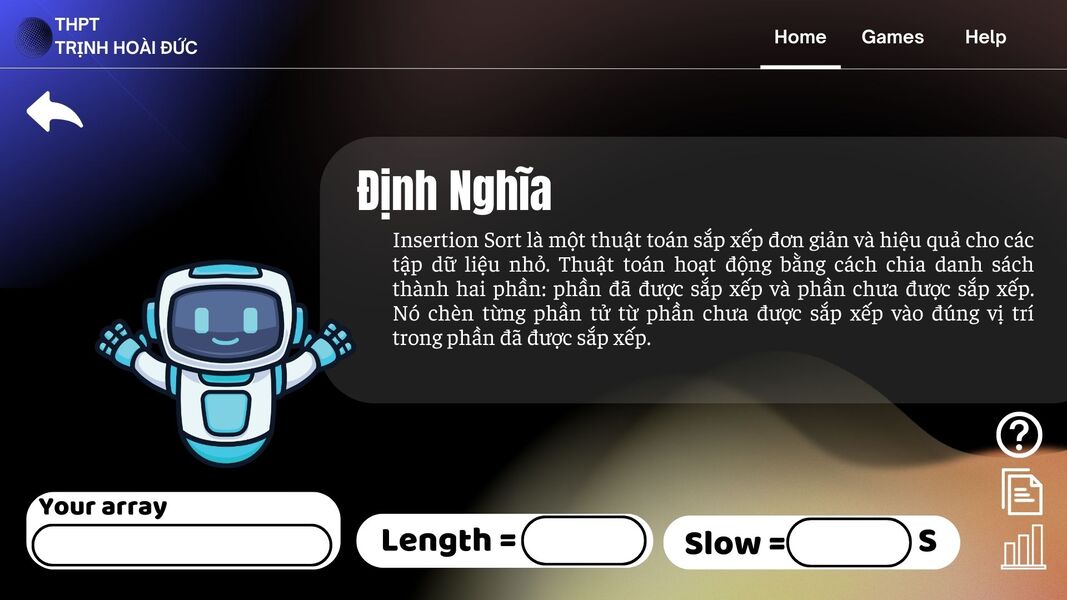 THPT
TRỊNH HOÀI ĐỨC
Home
Games
Help
Định Nghĩa
Insertion Sort là một thuật toán sắp xếp đơn giản và hiệu quả cho các
tập dữ liệu nhỏ. Thuật toán hoạt động bằng cách chia danh sách
thành hai phần: phần đã được sắp xếp và phần chưa được sắp xếp.
Nó chèn từng phần tử từ phần chưa được sắp xếp vào đúng vị trí
trong phần đã được sắp xếp.
?
Your array
Length =
Slow =
S